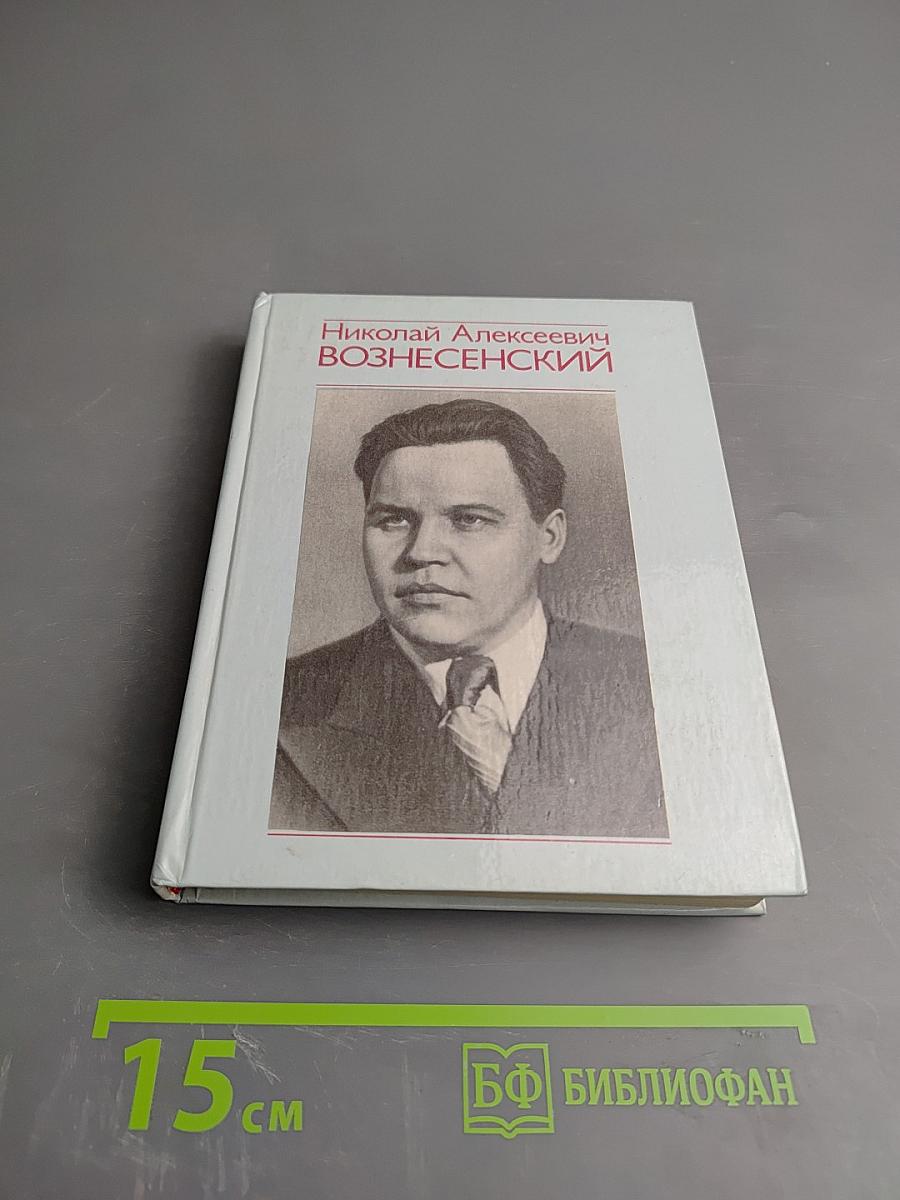 Николай Алексеевич
ВОЗНЕСЕНСКИЙ
15 см
БФ БИБЛИОФАН